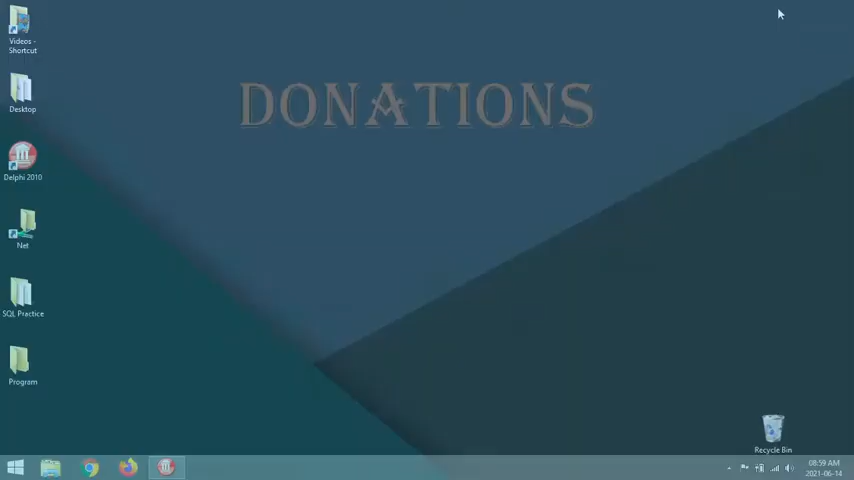 DONATIONS
Videos -
Shortcut
Desktop
Delphi 2010
Net
SQL Practice
Program
Recycle Bin
08:59 AM
2021-06-14